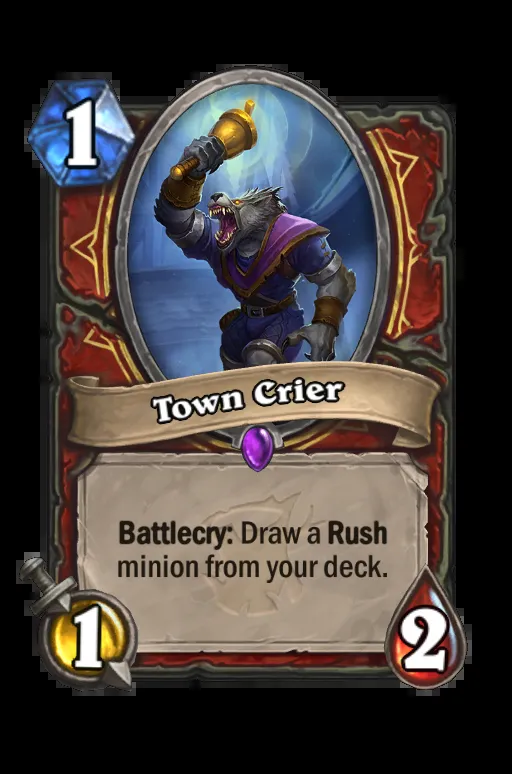 1
Town Crier
Battlecry: Draw a Rush
minion from your deck.
1
2